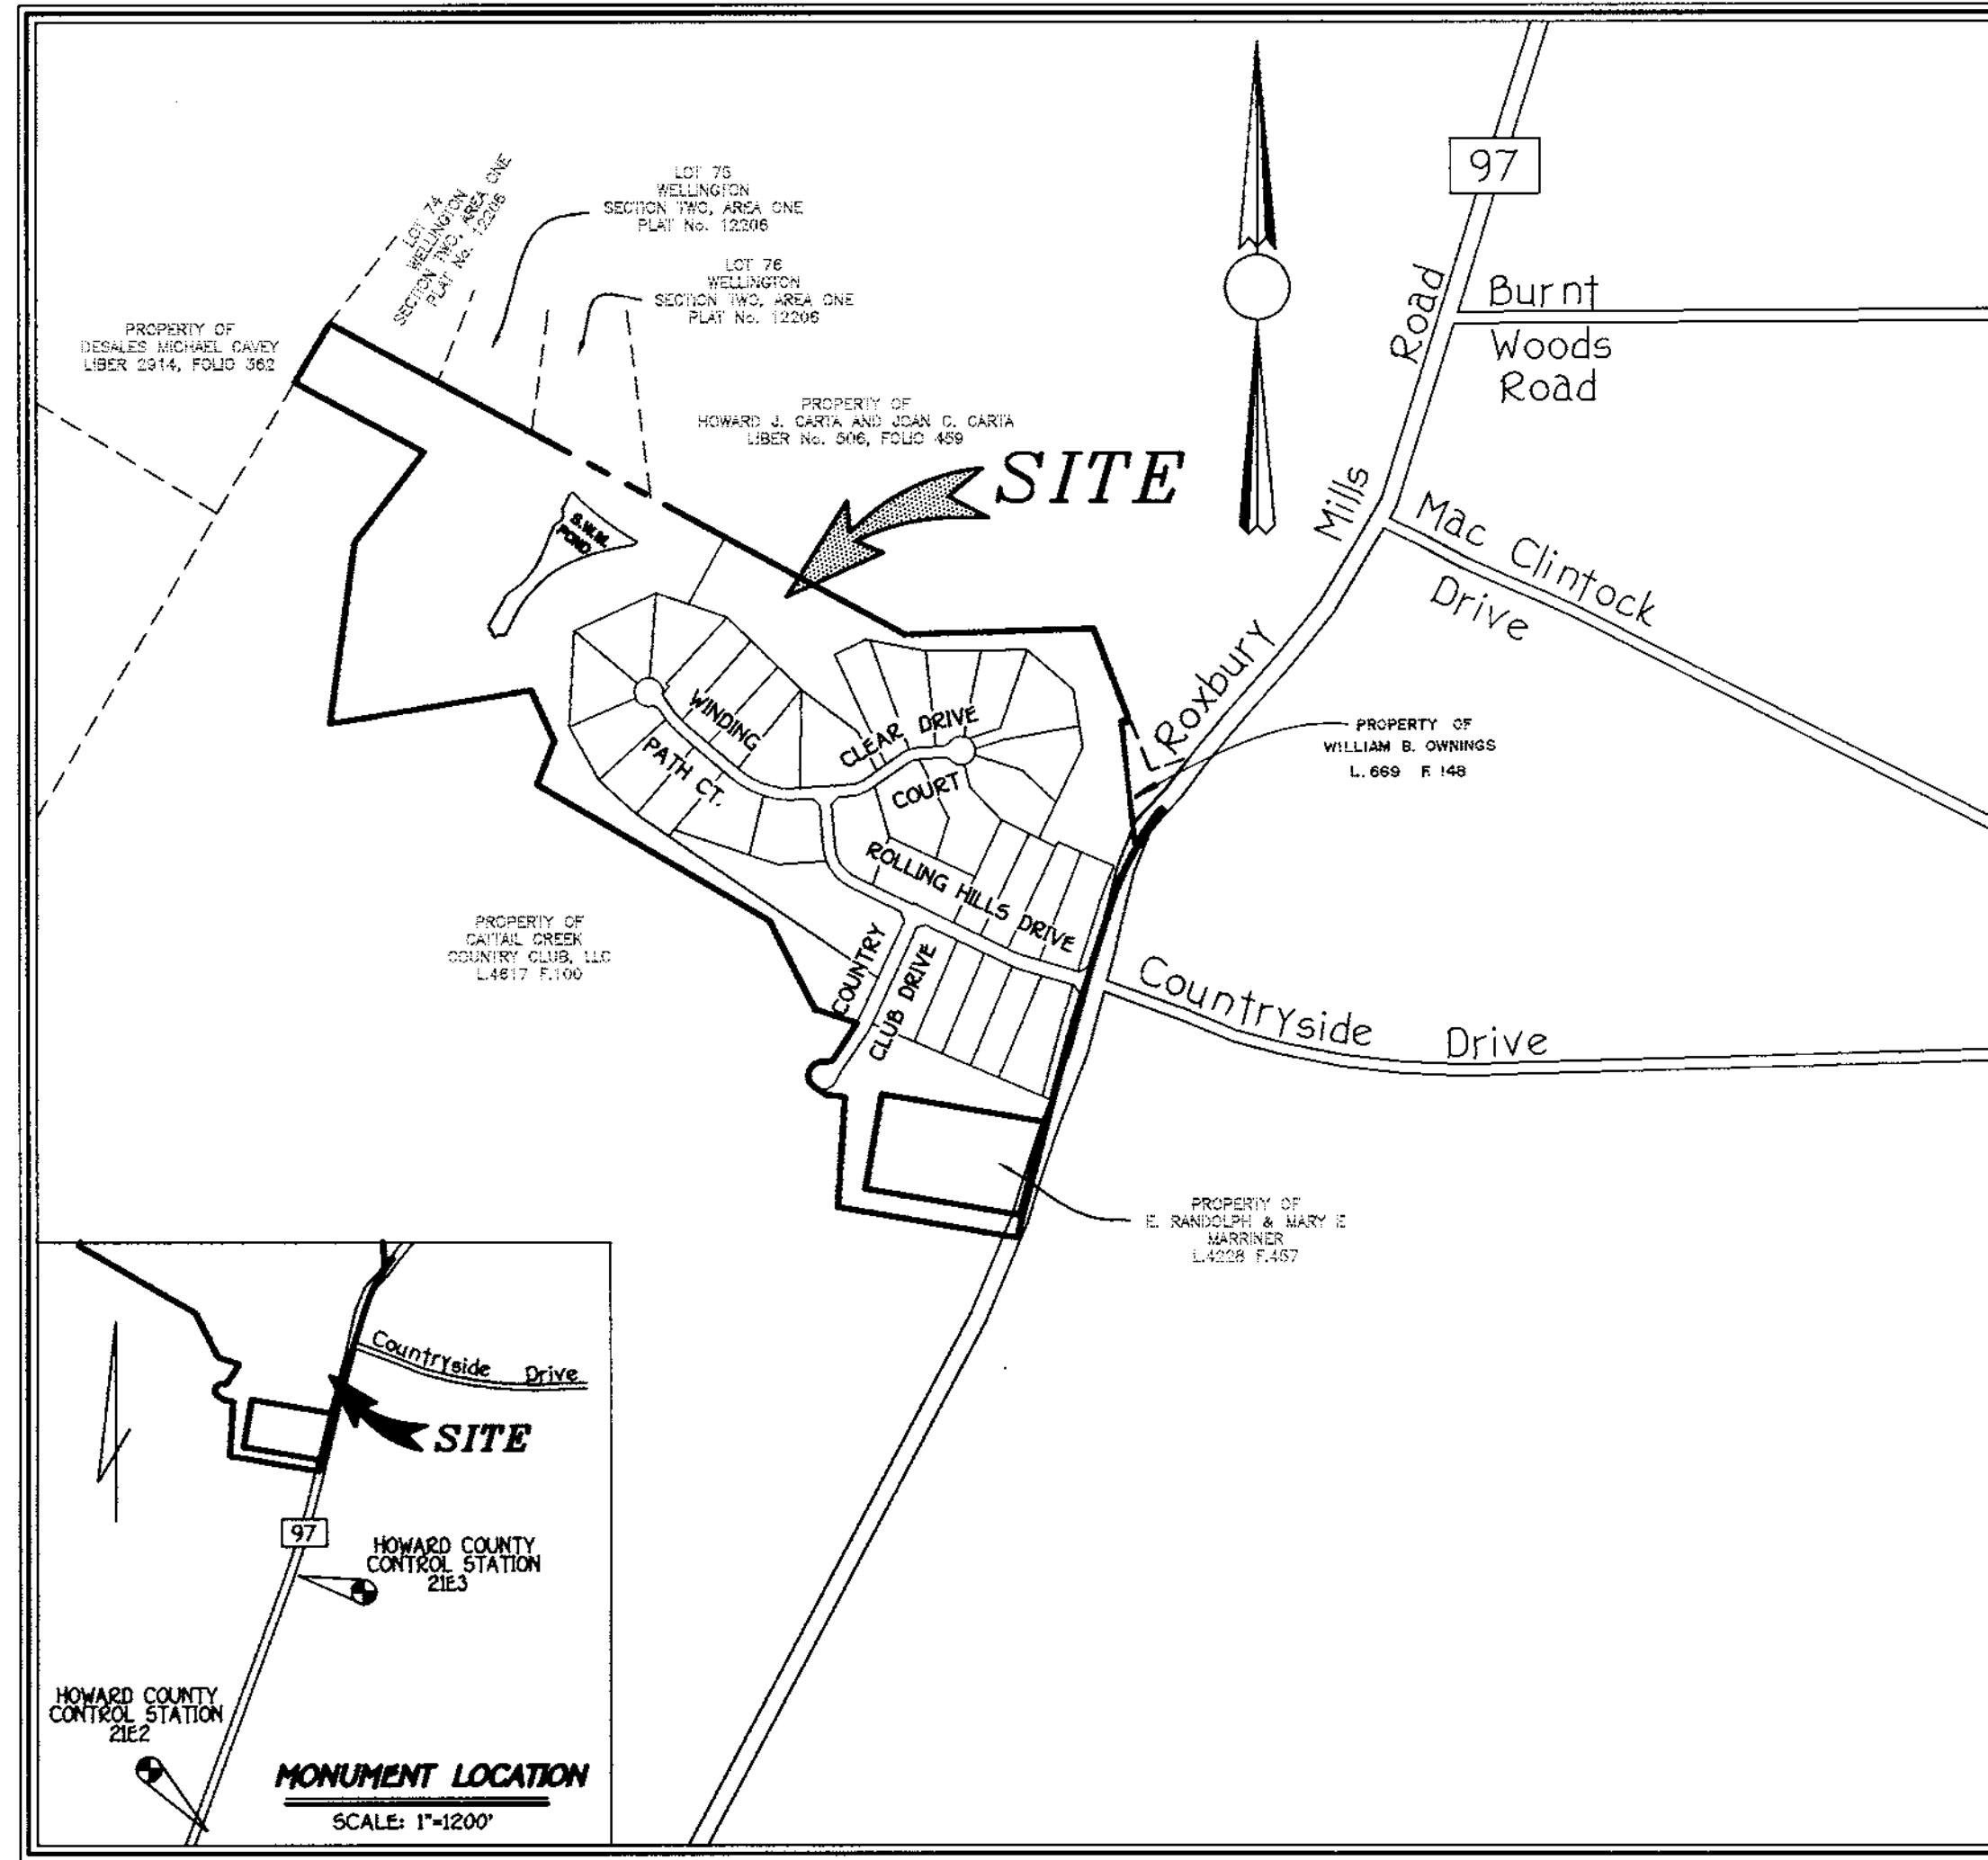 97
LOT 74
WELLINGTON
SECTION TWO, AREA ONE
PLAT No. 12206
LOT 75
WELLINGTON
SECTION TWO, AREA ONE
PLAT No. 12206
LOT 76
WELLINGTON
SECTION TWO, AREA ONE
PLAT No. 12206
PROPERTY OF
DESALES MICHAEL CAVEY
LIBER 2914, FOLIO 362
PROPERTY OF
HOWARD J. CARTA AND JOAN C. CARTA
LIBER No. 506, FOLIO 459
SITE
Burnt
Woods
Road
Roxbury Mills Road
Mac Clintock
Drive
S.W.M.
POND
WINDING
PATH CT.
CLEAR DRIVE
COURT
PROPERTY OF
WILLIAM B. OWNINGS
L. 669 F. 148
ROLLING HILLS DRIVE
COUNTRY
CLUB DRIVE
PROPERTY OF
CATTAIL CREEK
COUNTRY CLUB, LLC
L.4617 F.100
Countryside Drive
PROPERTY OF
E. RANDOLPH & MARY E
MARRINER
L.4228 F.457
Countryside Drive
SITE
97
HOWARD COUNTY
CONTROL STATION
21E3
HOWARD COUNTY
CONTROL STATION
21E2
MONUMENT LOCATION
SCALE: 1"=1200'